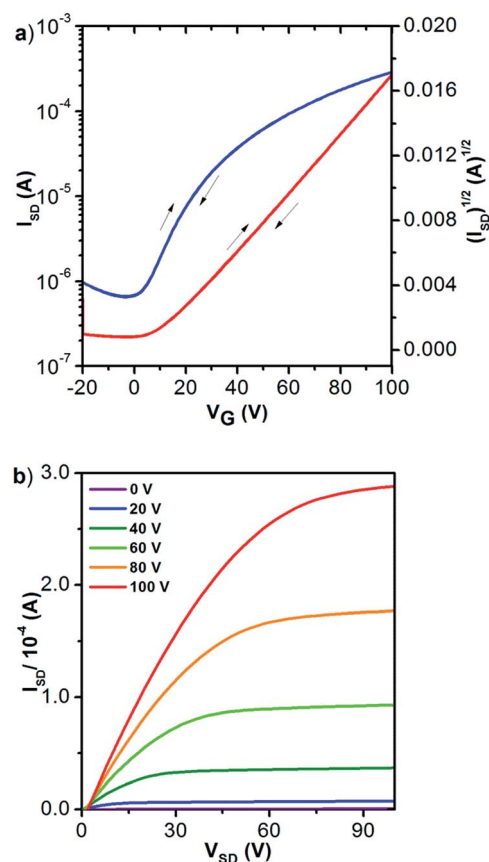 a)
I_SD (A)
10^-3
10^-4
10^-5
10^-6
10^-7
0.020
0.016
0.012
0.008
0.004
0.000
(I_SD)^1/2 (A)^1/2
-20 0 20 40 60 80 100
V_G (V)
b)
I_SD/ 10^-4 (A)
3.0
2.0
1.0
0.0
0 V
20 V
40 V
60 V
80 V
100 V
0 30 60 90
V_SD (V)